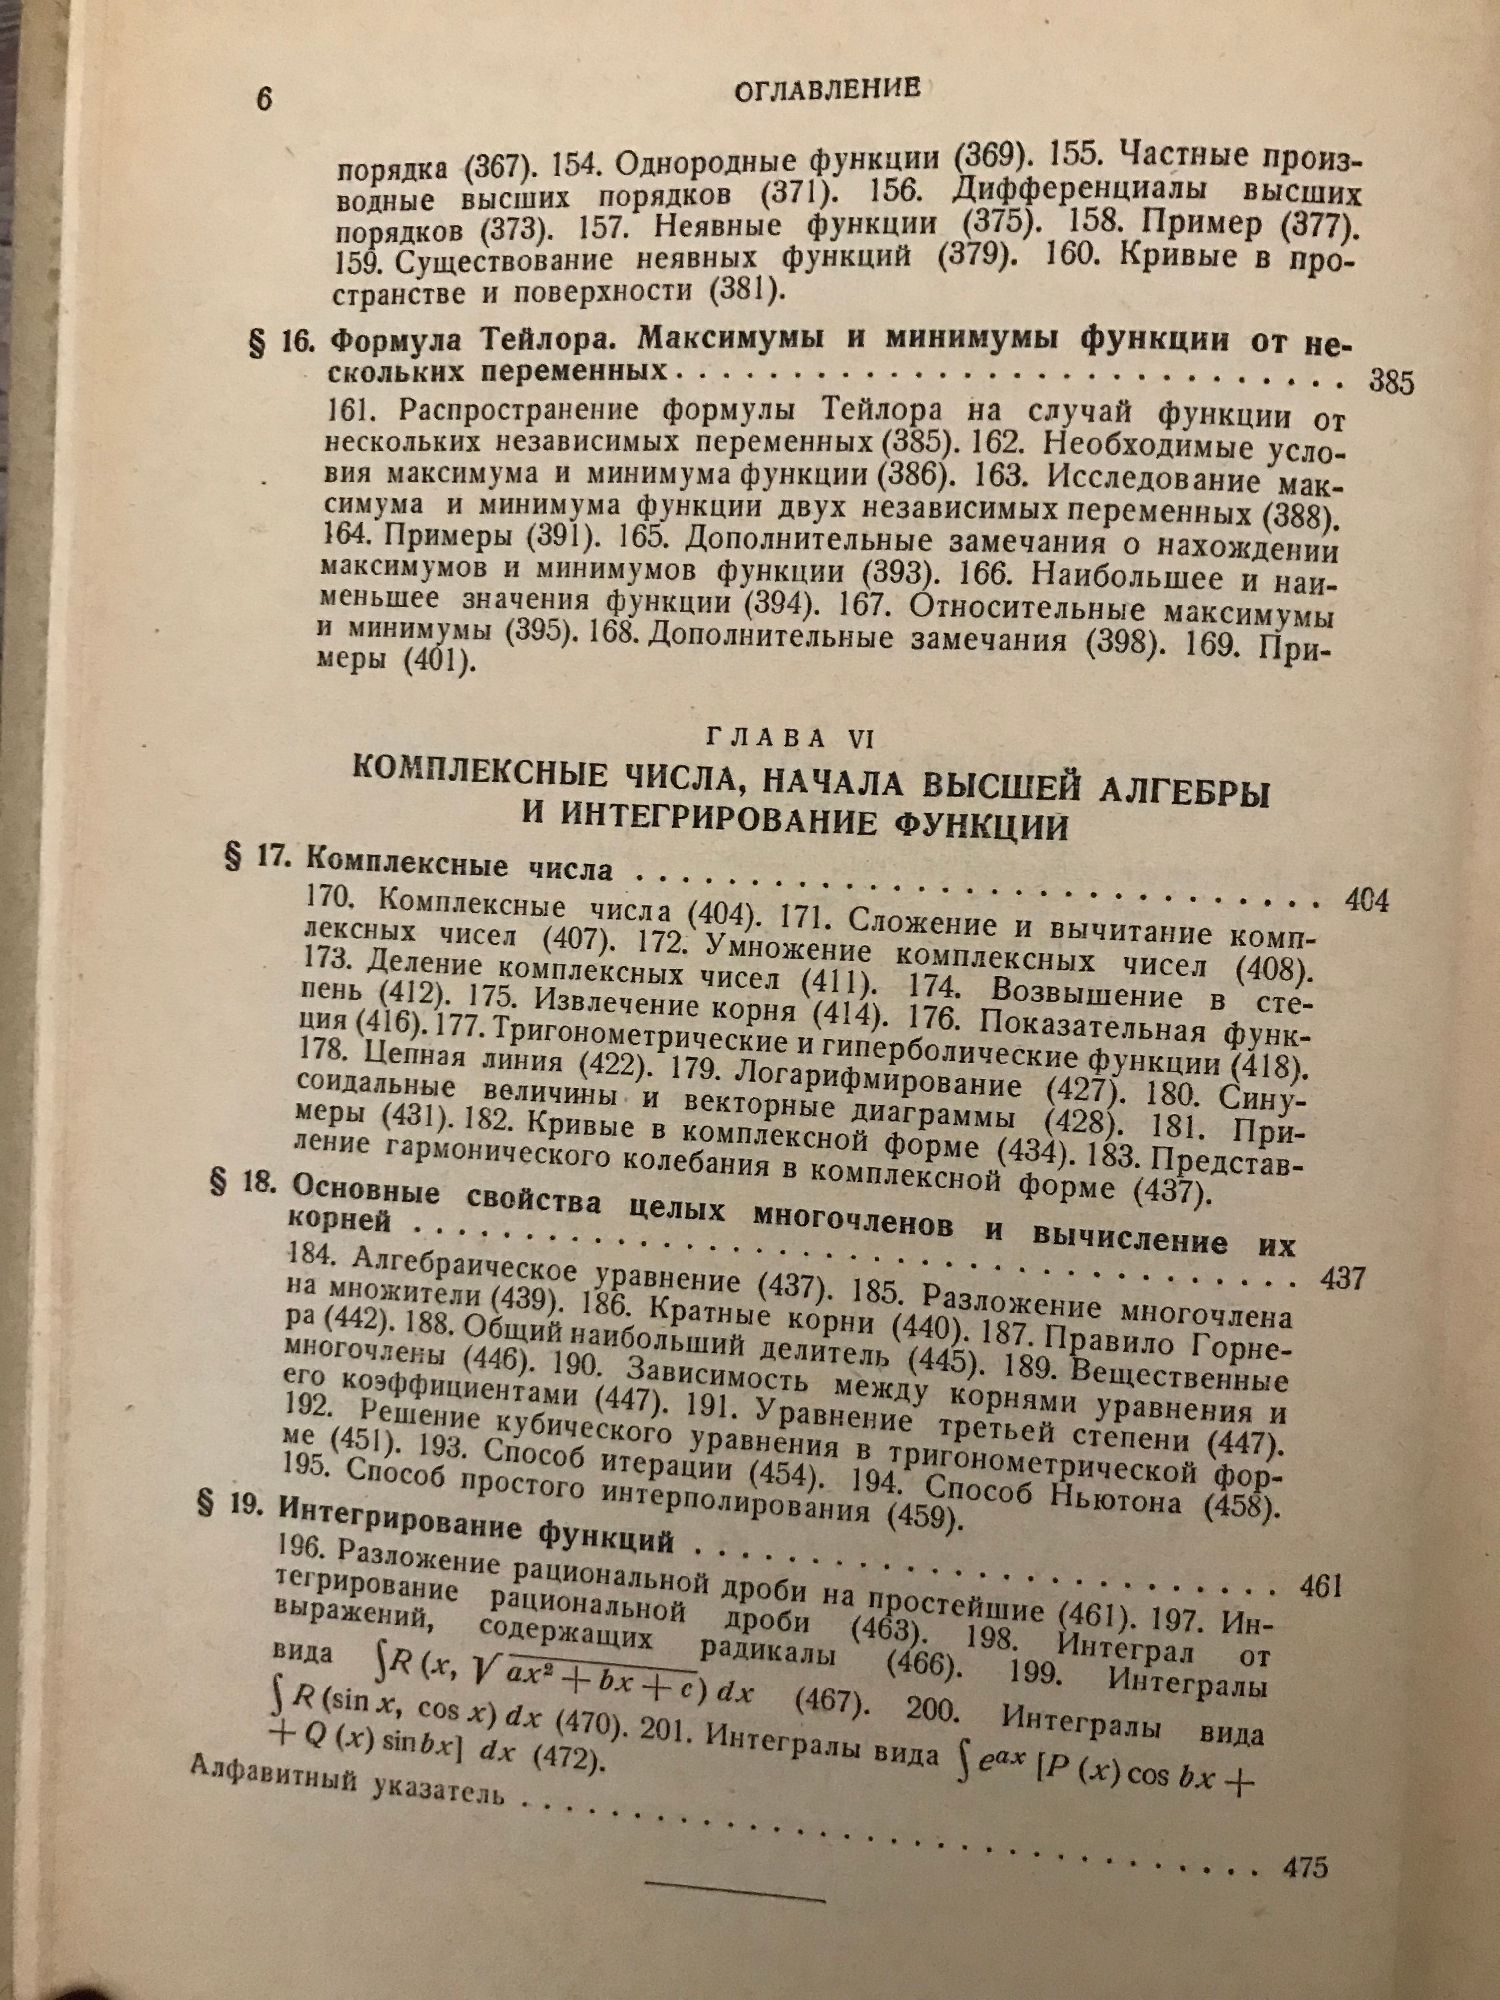 6
ОГЛАВЛЕНИЕ
порядка (367). 154. Однородные функции (369). 155. Частные произ-
водные высших порядков (371). 156. Дифференциалы высших
порядков (373). 157. Неявные функции (375). 158. Пример (377).
159. Существование неявных функций (379). 160. Кривые в про-
странстве и поверхности (381).
§ 16. Формула Тейлора. Максимумы и минимумы функции от не-
скольких переменных . . . . . . . . . . . . . . . . . . . . . . . 385
161. Распространение формулы Тейлора на случай функции от
нескольких независимых переменных (385). 162. Необходимые усло-
вия максимума и минимума функции (386). 163. Исследование мак-
симума и минимума функции двух независимых переменных (388).
164. Примеры (391). 165. Дополнительные замечания о нахождении
максимумов и минимумов функции (393). 166. Наибольшее и наи-
меньшее значения функции (394). 167. Относительные максимумы
и минимумы (395). 168. Дополнительные замечания (398). 169. При-
меры (401).
ГЛАВА VI
КОМПЛЕКСНЫЕ ЧИСЛА, НАЧАЛА ВЫСШЕЙ АЛГЕБРЫ
И ИНТЕГРИРОВАНИЕ ФУНКЦИЙ
§ 17. Комплексные числа . . . . . . . . . . . . . . . . . . . . . . . 404
170. Комплексные числа (404). 171. Сложение и вычитание комп-
лексных чисел (407). 172. Умножение комплексных чисел (408).
173. Деление комплексных чисел (411). 174. Возвышение в сте-
пень (412). 175. Извлечение корня (414). 176. Показательная функ-
ция (416). 177. Тригонометрические и гиперболические функции (418).
178. Цепная линия (422). 179. Логарифмирование (427). 180. Сину-
соидальные величины и векторные диаграммы (428). 181. При-
меры (431). 182. Кривые в комплексной форме (434). 183. Представ-
ление гармонического колебания в комплексной форме (437).
§ 18. Основные свойства целых многочленов и вычисление их
корней . . . . . . . . . . . . . . . . . . . . . . . . . . . . . . 437
184. Алгебраическое уравнение (437). 185. Разложение многочлена
на множители (439). 186. Кратные корни (440). 187. Правило Горне-
ра (442). 188. Общий наибольший делитель (445). 189. Вещественные
многочлены (446). 190. Зависимость между корнями уравнения и
его коэффициентами (447). 191. Уравнение третьей степени (447).
192. Решение кубического уравнения в тригонометрической фор-
ме (451). 193. Способ итерации (454). 194. Способ Ньютона (458).
195. Способ простого интерполирования (459).
§ 19. Интегрирование функций . . . . . . . . . . . . . . . . . . . . 461
196. Разложение рациональной дроби на простейшие (461). 197. Ин-
тегрирование рациональной дроби (463). 198. Интеграл от
выражений, содержащих радикалы (466). 199. Интегралы
вида ∫R (x, √ax² + bx + c) dx (467). 200. Интегралы вида
∫ R (sin x, cos x) dx (470). 201. Интегралы вида ∫ eᵃˣ [P (x) cos bx +
+ Q (x) sin bx] dx (472).
Алфавитный указатель . . . . . . . . . . . . . . . . . . . . . . . . 475